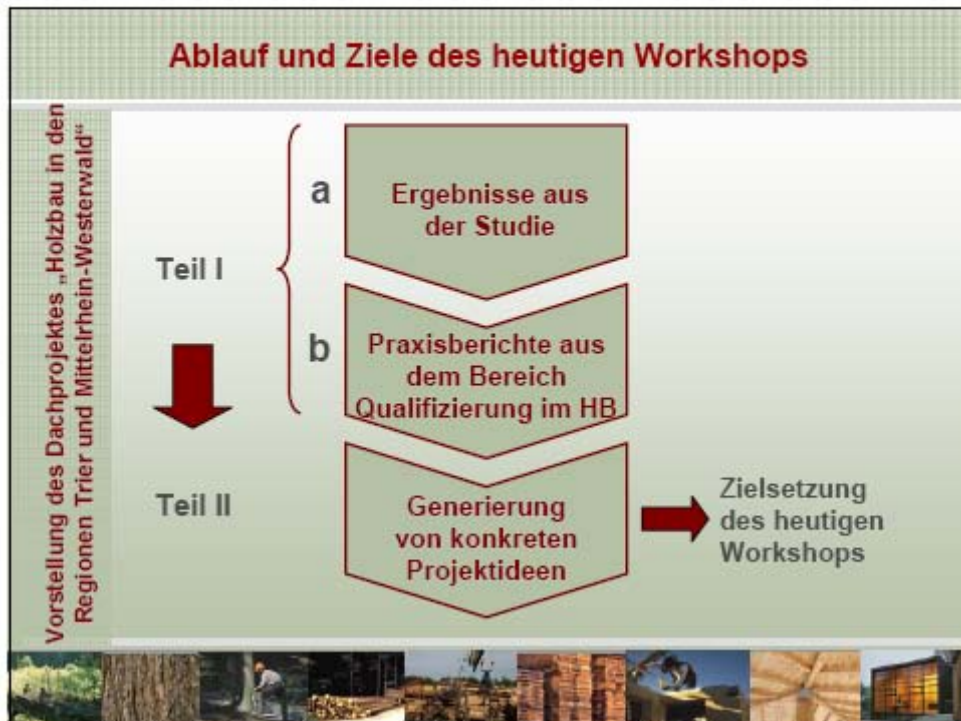 Ablauf und Ziele des heutigen Workshops
Vorstellung des Dachprojektes „Holzbau in den
Regionen Trier und Mittelrhein-Westerwald“
Teil I
a
Ergebnisse aus
der Studie
b
Praxisberichte aus
dem Bereich
Qualifizierung im HB
Teil II
Generierung
von konkreten
Projektideen
Zielsetzung
des heutigen
Workshops